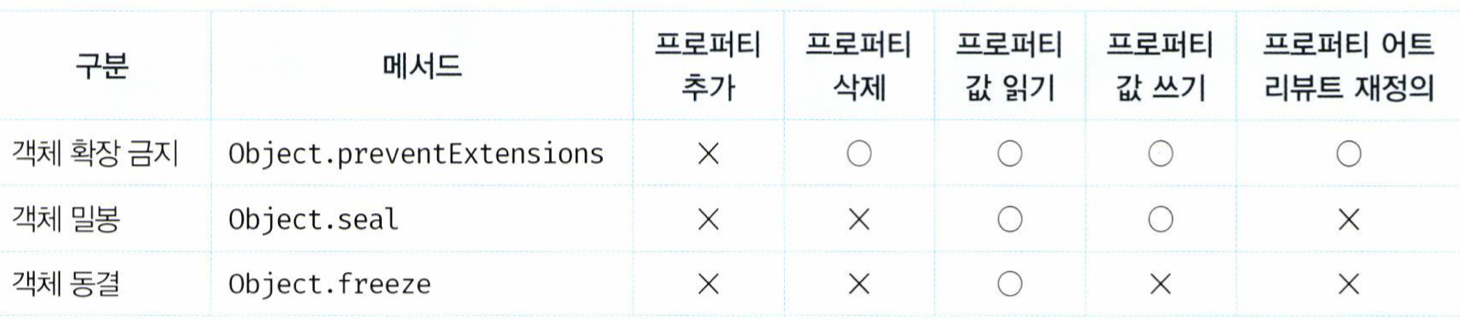 구분 메서드 프로퍼티 추가 프로퍼티 삭제 프로퍼티 값 읽기 프로퍼티 값 쓰기 프로퍼티 어트리뷰트 재정의
객체 확장 금지 Object.preventExtensions × ○ ○ ○ ○
객체 밀봉 Object.seal × × ○ ○ ×
객체 동결 Object.freeze × × ○ × ×